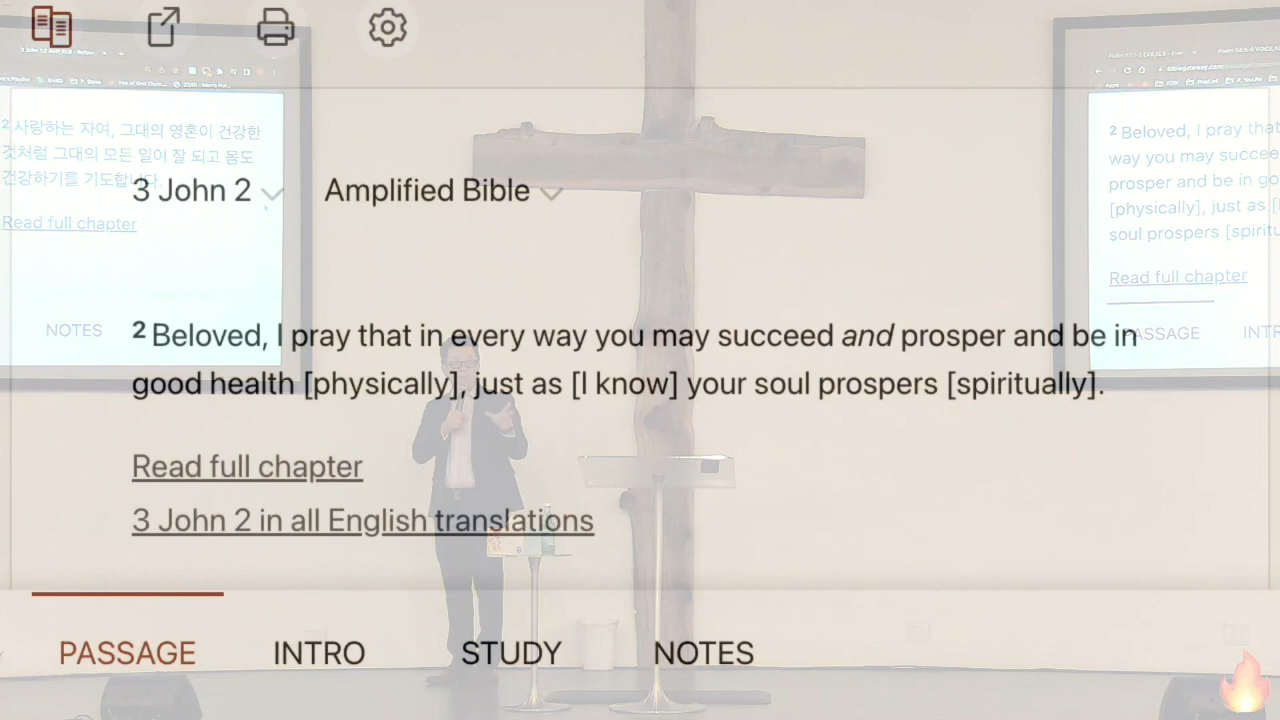 3 John 2
Amplified Bible
2 Beloved, I pray that in every way you may succeed and prosper and be in
good health [physically], just as [I know] your soul prospers [spiritually].
Read full chapter
3 John 2 in all English translations
PASSAGE
INTRO
STUDY
NOTES
2 사랑하는 자여, 그대의 영혼이 건강한
것처럼 그대의 모든 일이 잘 되고 몸도
건강하기를 기도합니다.
Read full chapter
NOTES
2 Beloved, I pray that
way you may succee
prosper and be in go
[physically], just as [
soul prospers [spiritu
Read full chapter
PASSAGE
INTR